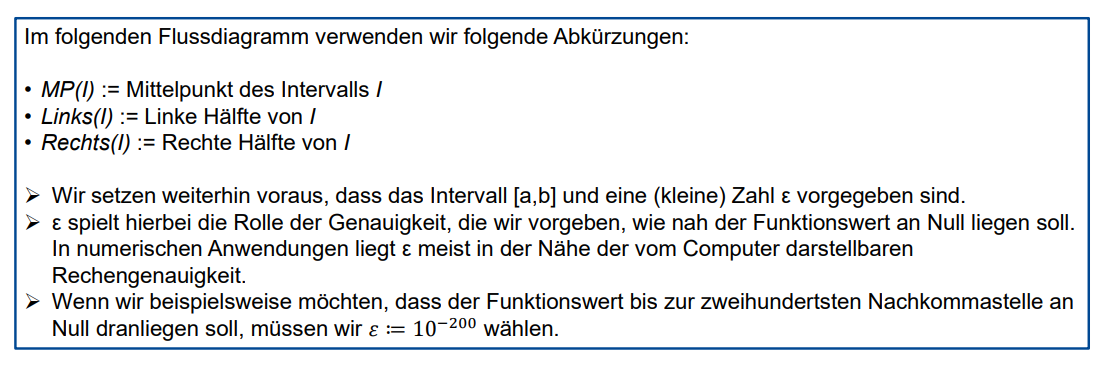 Im folgenden Flussdiagramm verwenden wir folgende Abkürzungen:
• MP(I) := Mittelpunkt des Intervalls I
• Links(I) := Linke Hälfte von I
• Rechts(I) := Rechte Hälfte von I
➢ Wir setzen weiterhin voraus, dass das Intervall [a,b] und eine (kleine) Zahl ε vorgegeben sind.
➢ ε spielt hierbei die Rolle der Genauigkeit, die wir vorgeben, wie nah der Funktionswert an Null liegen soll.
In numerischen Anwendungen liegt ε meist in der Nähe der vom Computer darstellbaren
Rechengenauigkeit.
➢ Wenn wir beispielsweise möchten, dass der Funktionswert bis zur zweihundertsten Nachkommastelle an
Null dranliegen soll, müssen wir 𝜀 ≔ 10⁻²⁰⁰ wählen.